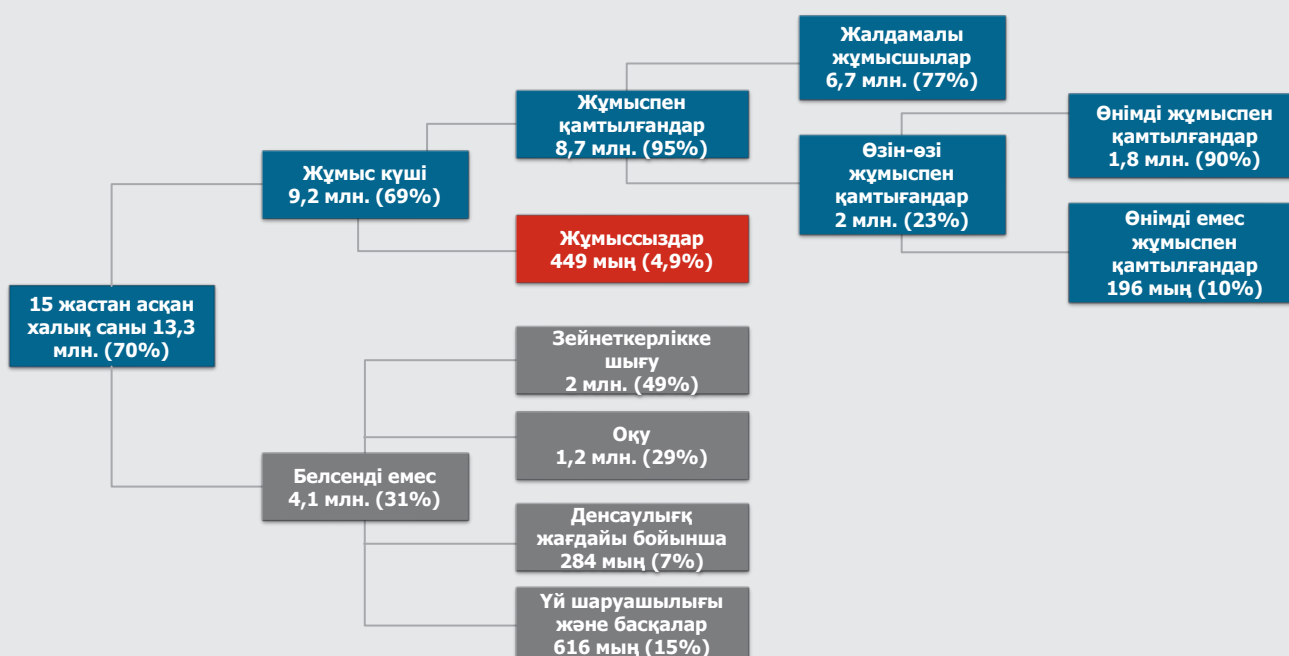 15 жастан асқан
халық саны 13,3
млн. (70%)
Жұмыс күші
9,2 млн. (69%)
Жұмыспен
қамтылғандар
8,7 млн. (95%)
Жалдамалы
жұмысшылар
6,7 млн. (77%)
Өзін-өзі
жұмыспен
қамтығандар
2 млн. (23%)
Өнімді жұмыспен
қамтылғандар
1,8 млн. (90%)
Өнімді емес
жұмыспен
қамтылғандар
196 мың (10%)
Жұмыссыздар
449 мың (4,9%)
Белсенді емес
4,1 млн. (31%)
Зейнеткерлікке
шығу
2 млн. (49%)
Оқу
1,2 млн. (29%)
Денсаулығқ
жағдайы бойынша
284 мың (7%)
Үй шаруашылығы
және басқалар
616 мың (15%)